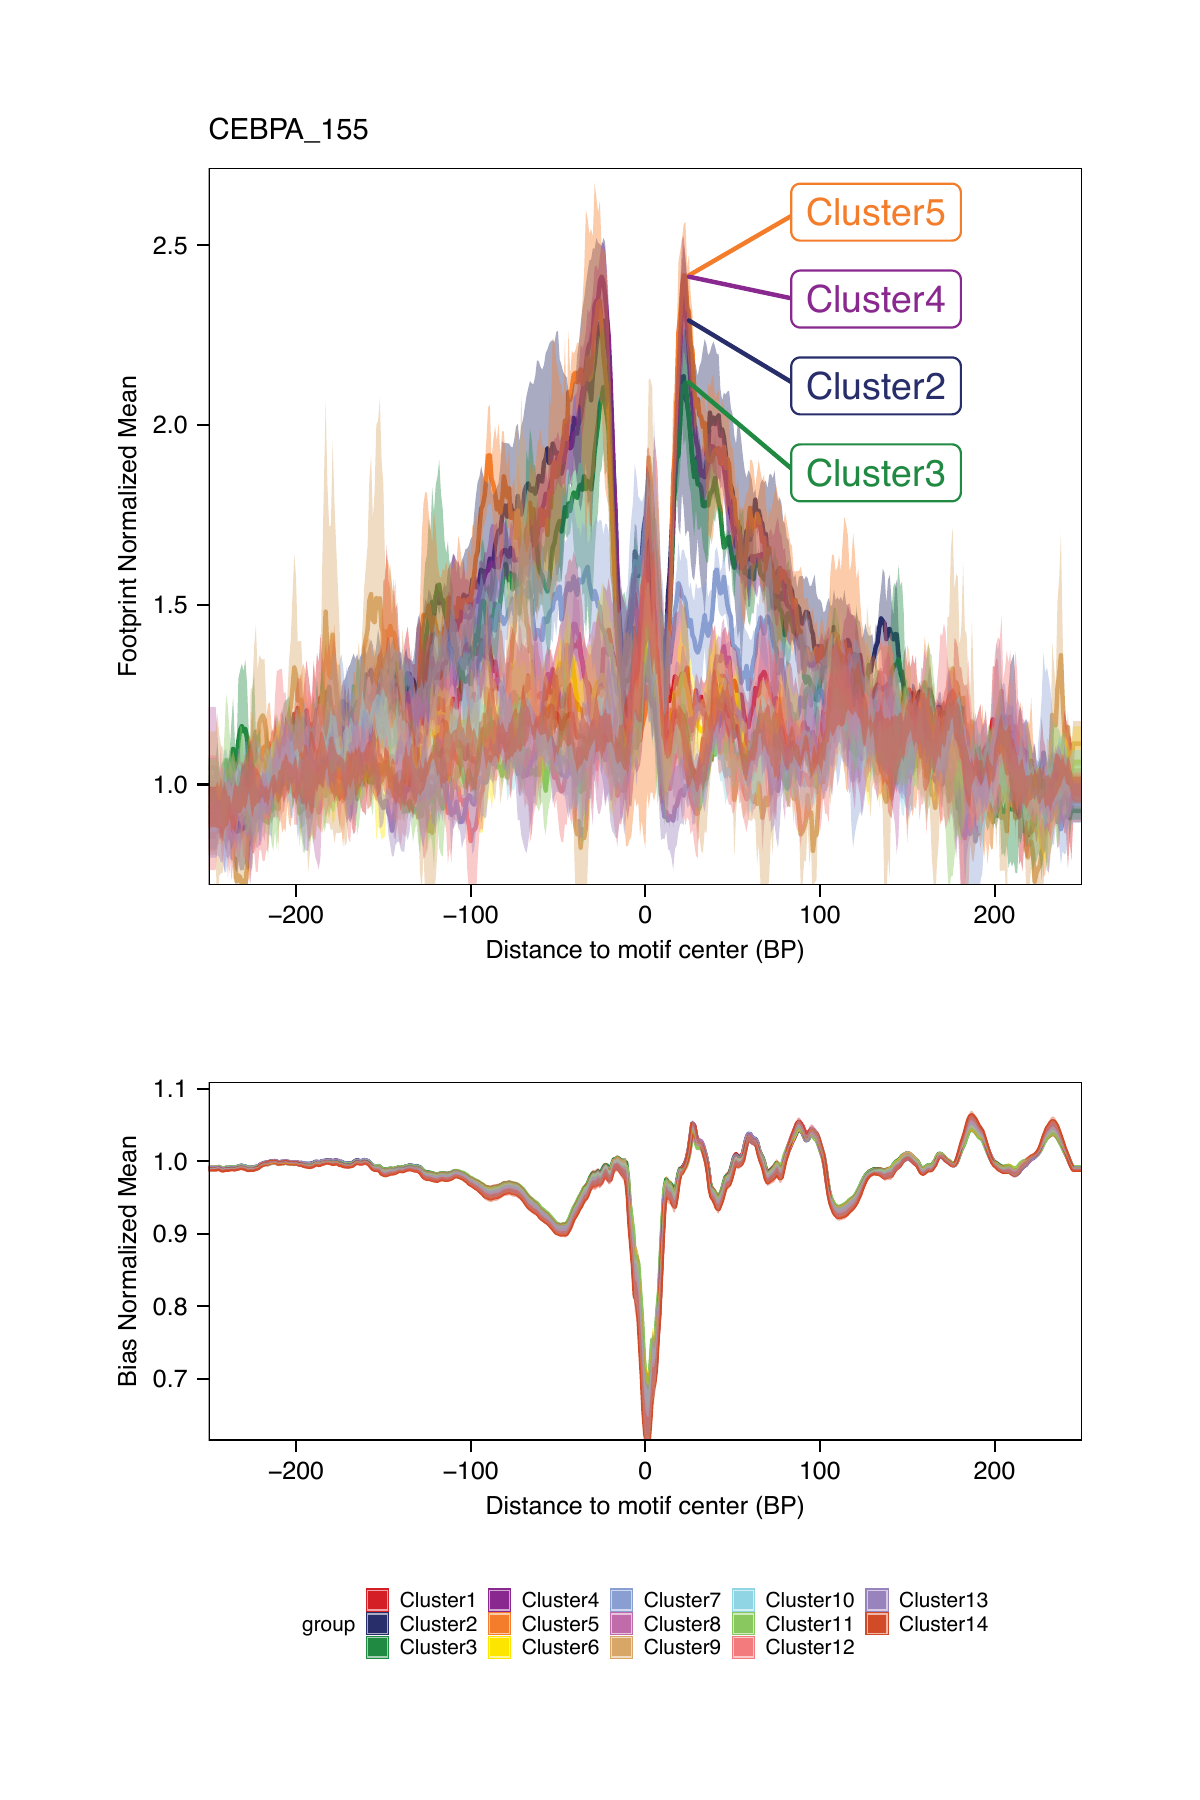 CEBPA_155
Footprint Normalized Mean
2.5
2.0
1.5
1.0
Cluster5
Cluster4
Cluster2
Cluster3
−200 −100 0 100 200
Distance to motif center (BP)
Bias Normalized Mean
1.1
1.0
0.9
0.8
0.7
−200 −100 0 100 200
Distance to motif center (BP)
group
Cluster1 Cluster4 Cluster7 Cluster10 Cluster13
Cluster2 Cluster5 Cluster8 Cluster11 Cluster14
Cluster3 Cluster6 Cluster9 Cluster12